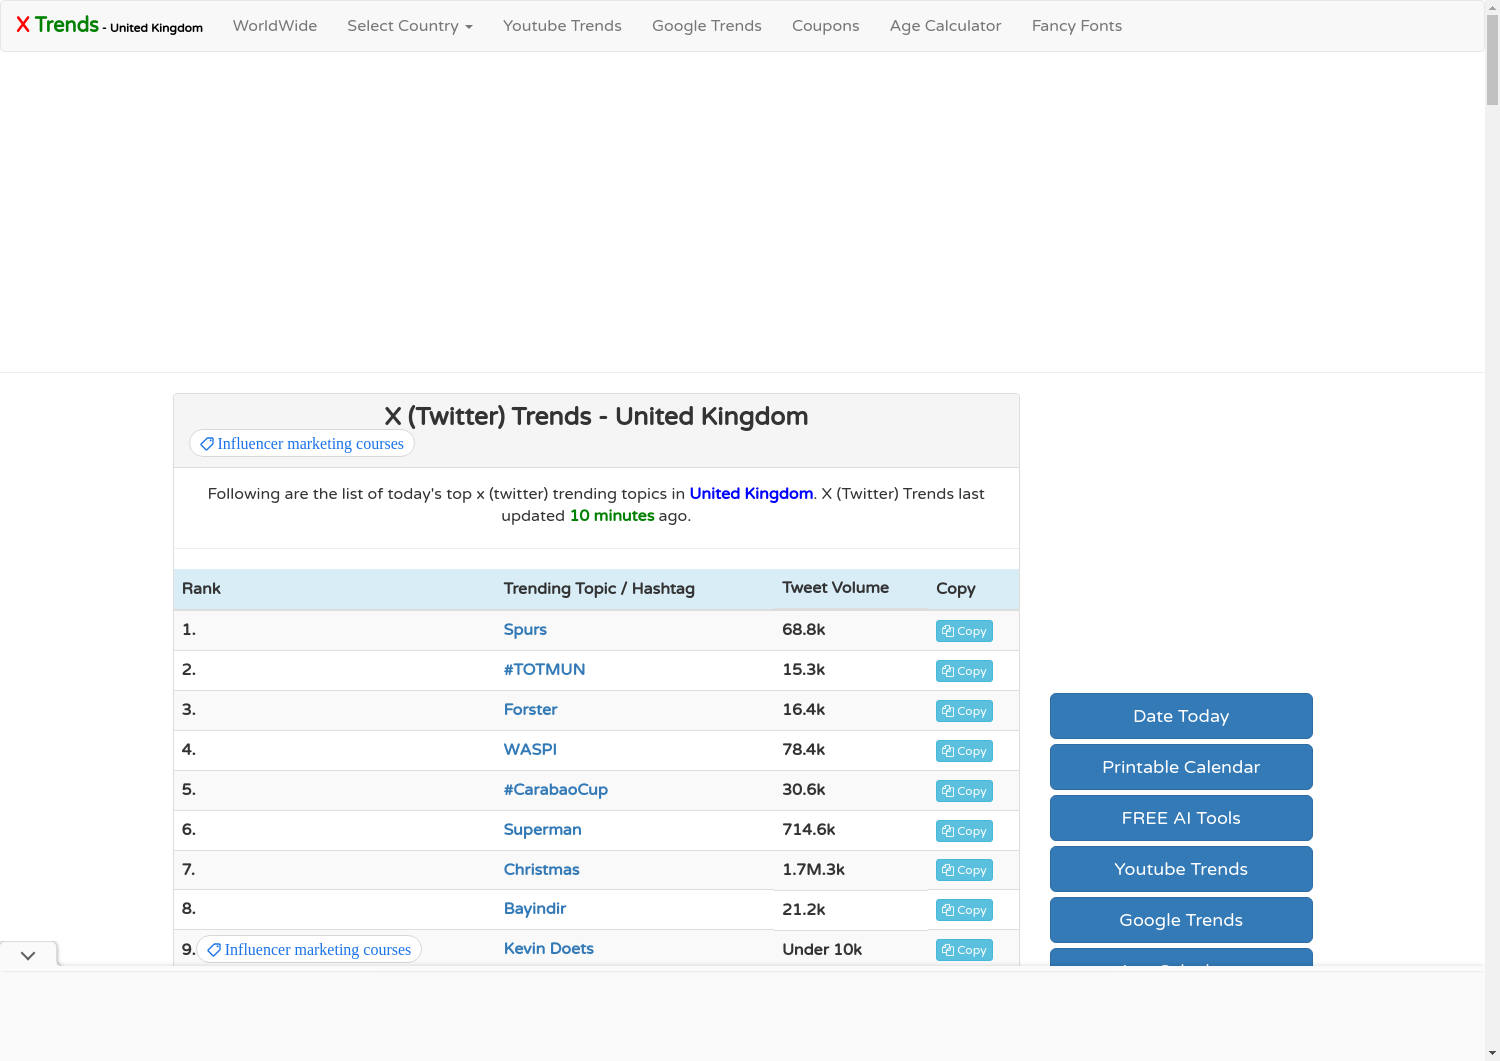 X Trends - United Kingdom WorldWide Select Country Youtube Trends Google Trends Coupons Age Calculator Fancy Fonts
X (Twitter) Trends - United Kingdom
Influencer marketing courses
Following are the list of today's top x (twitter) trending topics in United Kingdom. X (Twitter) Trends last
updated 10 minutes ago.
Rank Trending Topic / Hashtag Tweet Volume Copy
1. Spurs 68.8k Copy
2. #TOTMUN 15.3k Copy
3. Forster 16.4k Copy
4. WASPI 78.4k Copy
5. #CarabaoCup 30.6k Copy
6. Superman 714.6k Copy
7. Christmas 1.7M.3k Copy
8. Bayindir 21.2k Copy
9. Influencer marketing courses Kevin Doets Under 10k Copy
Date Today
Printable Calendar
FREE AI Tools
Youtube Trends
Google Trends